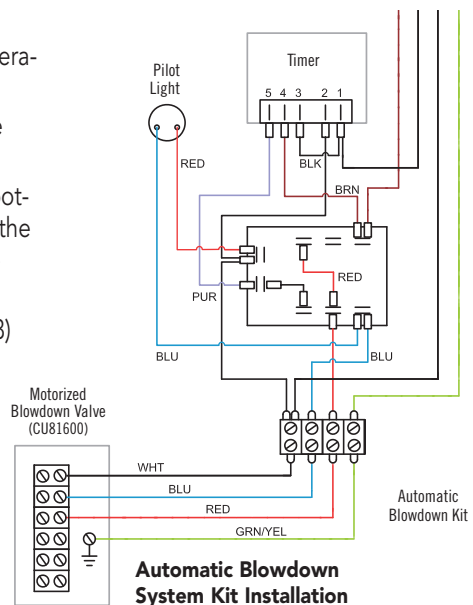 era-
e
oot-
the
3)
Pilot
Light
Timer
5 4 3 2 1
RED
BLK
BRN
RED
PUR
BLU
BLU
Motorized
Blowdown Valve
(CU81600)
WHT
BLU
RED
GRN/YEL
Automatic
Blowdown Kit
Automatic Blowdown
System Kit Installation